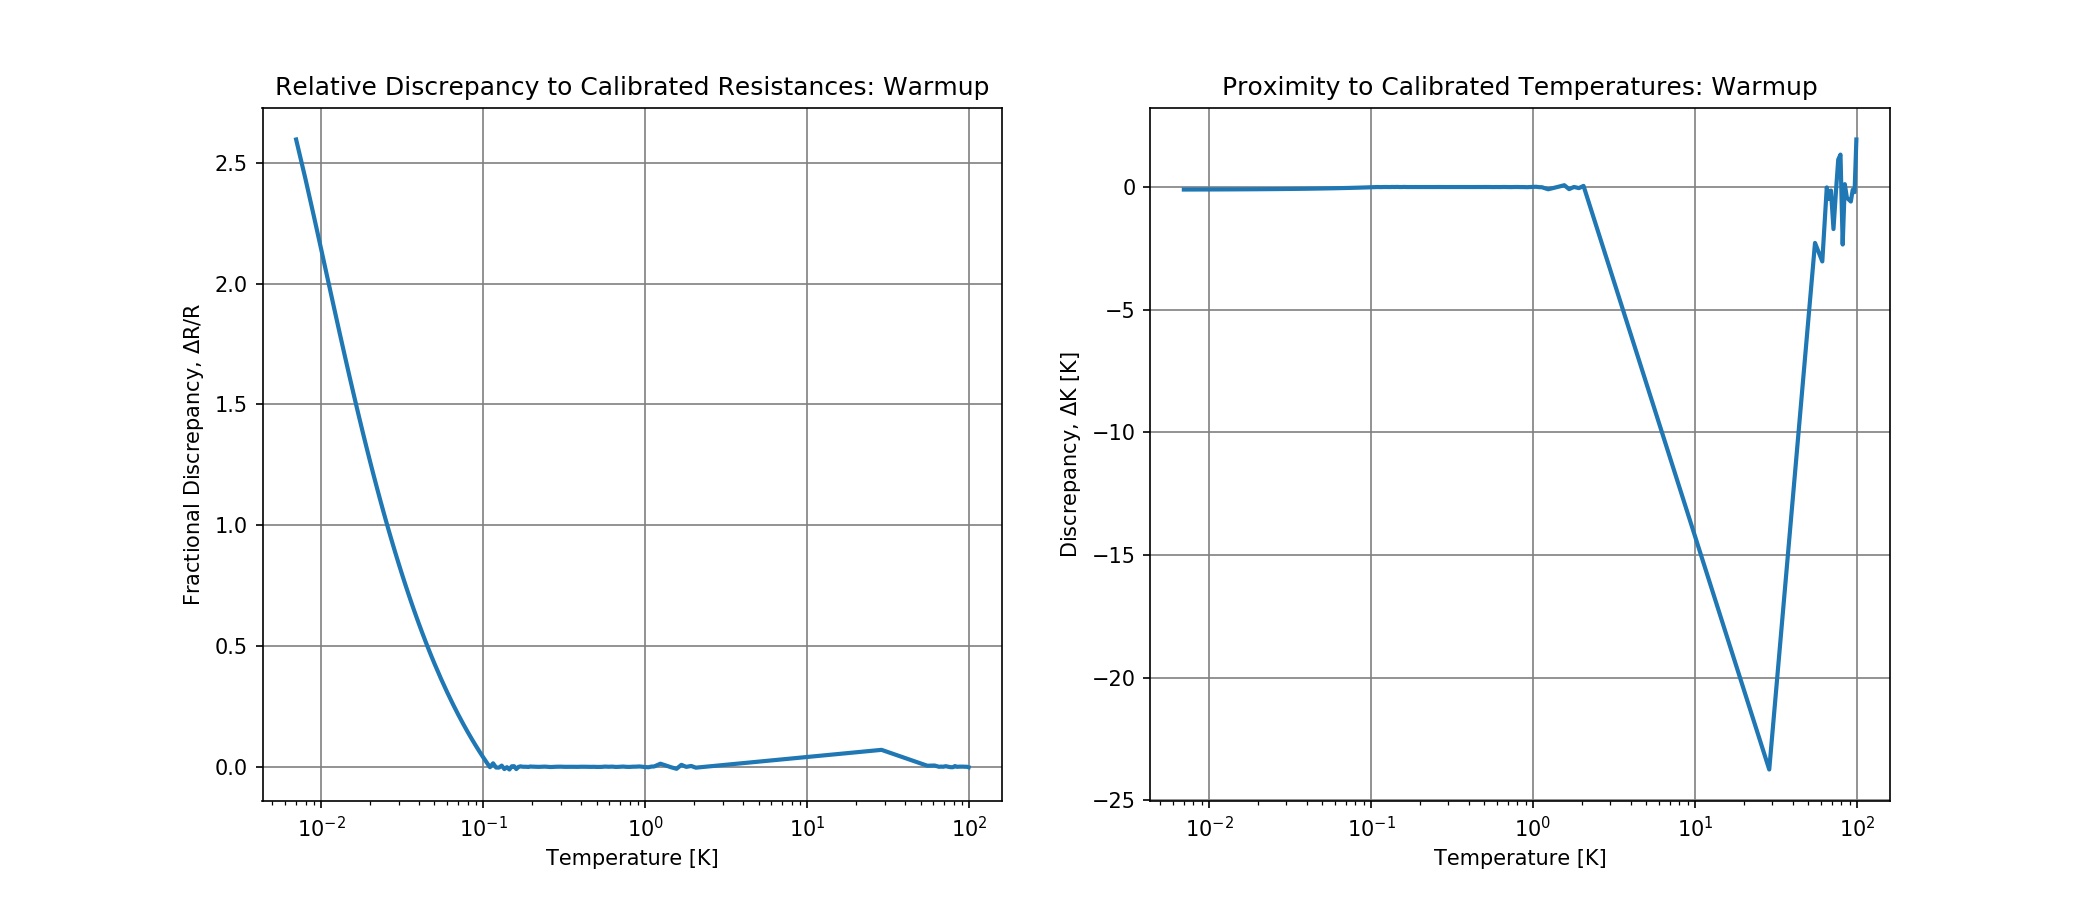 Relative Discrepancy to Calibrated Resistances: Warmup
Fractional Discrepancy, ΔR/R
2.5
2.0
1.5
1.0
0.5
0.0
10⁻² 10⁻¹ 10⁰ 10¹ 10²
Temperature [K]
Proximity to Calibrated Temperatures: Warmup
Discrepancy, ΔK [K]
0
−5
−10
−15
−20
−25
10⁻² 10⁻¹ 10⁰ 10¹ 10²
Temperature [K]